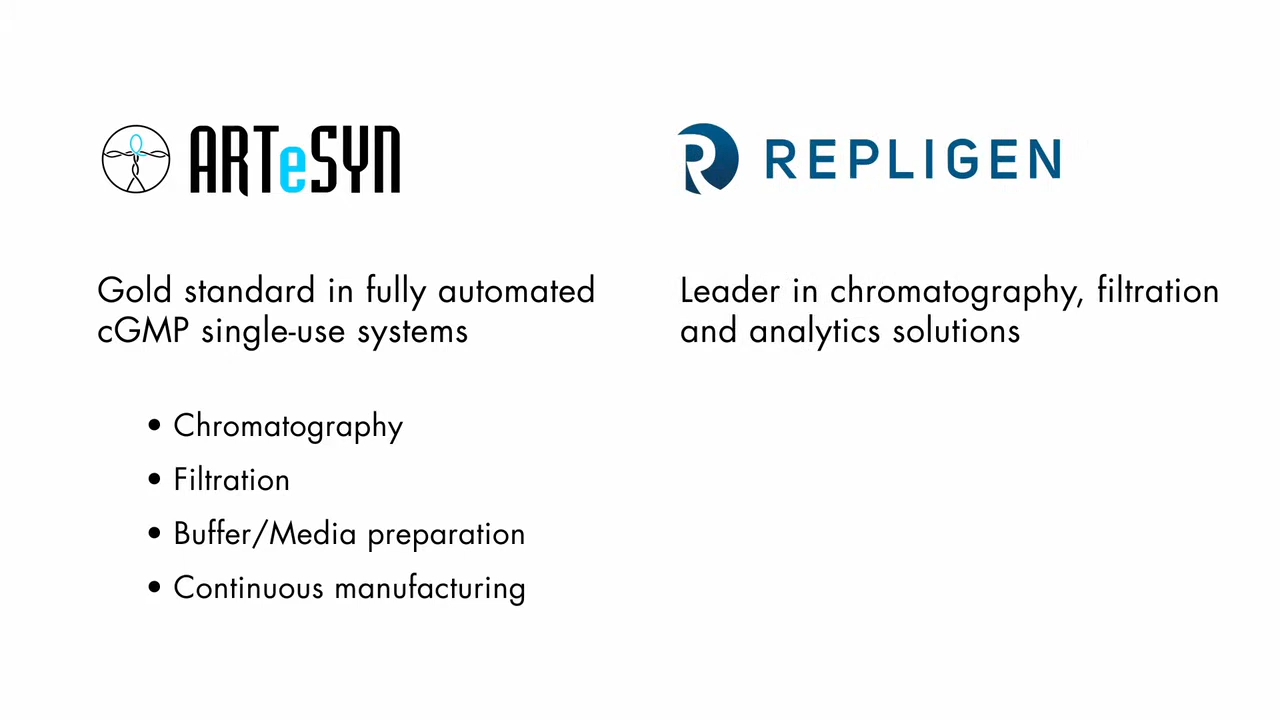 ARTeSYN
Gold standard in fully automated
cGMP single-use systems
• Chromatography
• Filtration
• Buffer/Media preparation
• Continuous manufacturing
REPLIGEN
Leader in chromatography, filtration
and analytics solutions